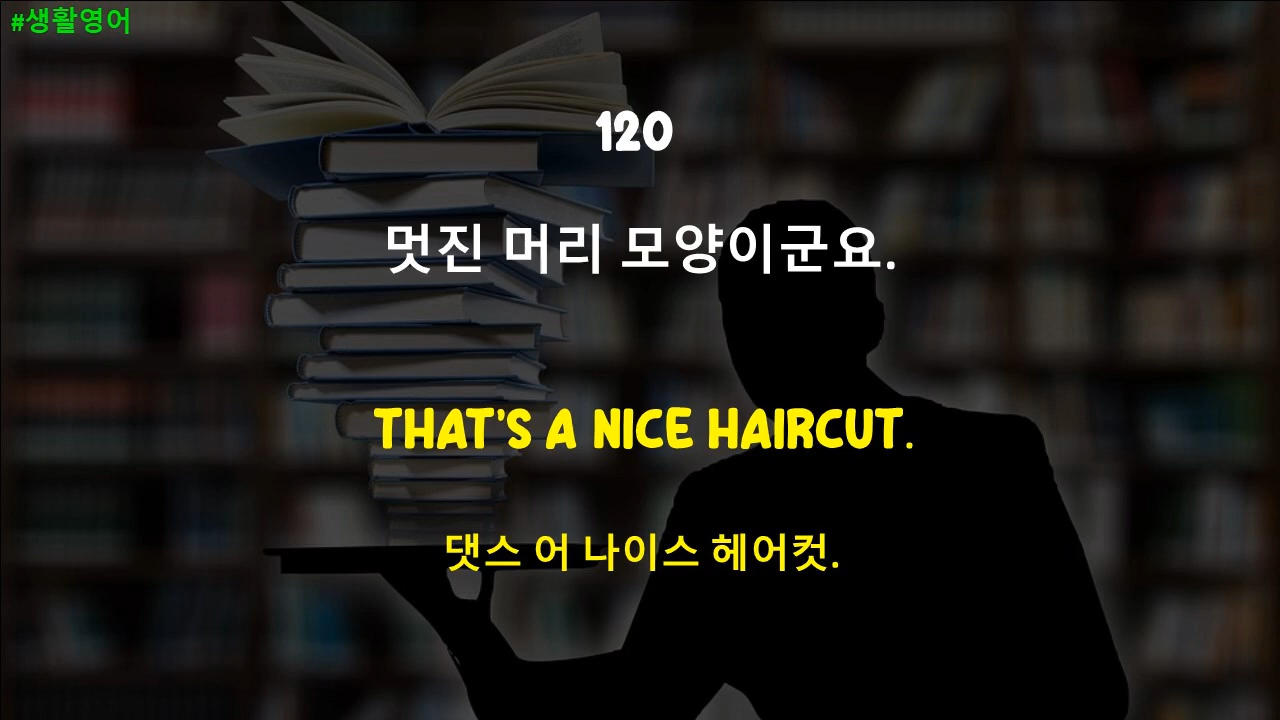 #생활영어
120
멋진 머리 모양이군요.
THAT'S A NICE HAIRCUT.
댓스 어 나이스 헤어컷.